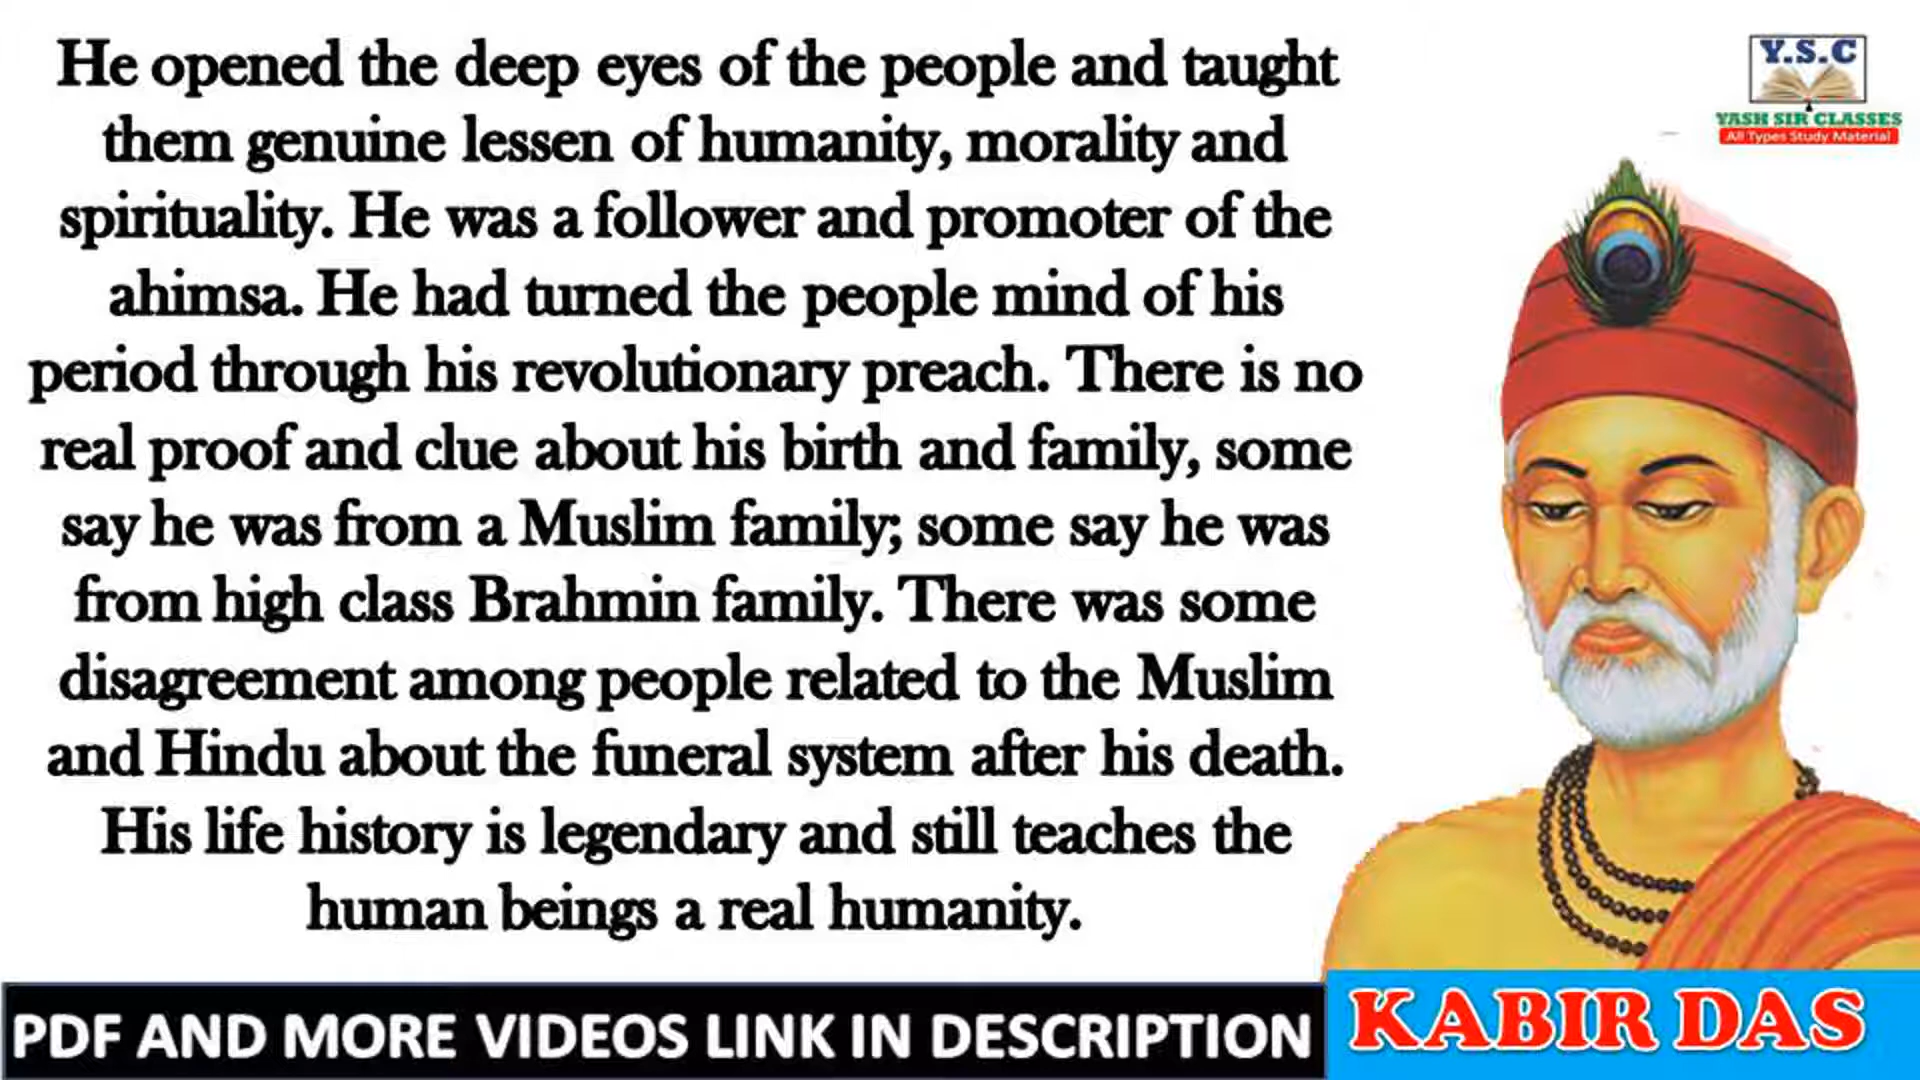 He opened the deep eyes of the people and taught
them genuine lessen of humanity, morality and
spirituality. He was a follower and promoter of the
ahimsa. He had turned the people mind of his
period through his revolutionary preach. There is no
real proof and clue about his birth and family, some
say he was from a Muslim family; some say he was
from high class Brahmin family. There was some
disagreement among people related to the Muslim
and Hindu about the funeral system after his death.
His life history is legendary and still teaches the
human beings a real humanity.
Y.S.C
YASH SIR CLASSES
All Types Study Material
PDF AND MORE VIDEOS LINK IN DESCRIPTION
KABIR DAS